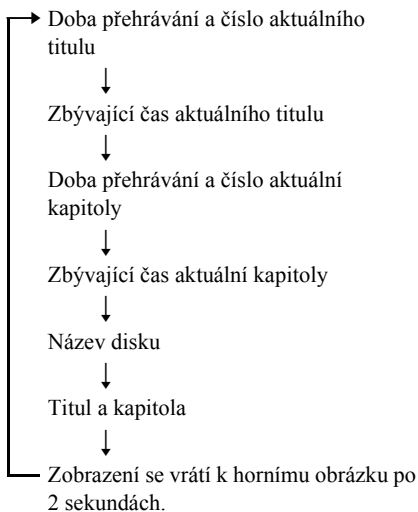 Doba přehrávání a číslo aktuálního
titulu
Zbývající čas aktuálního titulu
Doba přehrávání a číslo aktuální
kapitoly
Zbývající čas aktuální kapitoly
Název disku
Titul a kapitola
Zobrazení se vrátí k hornímu obrázku po
2 sekundách.